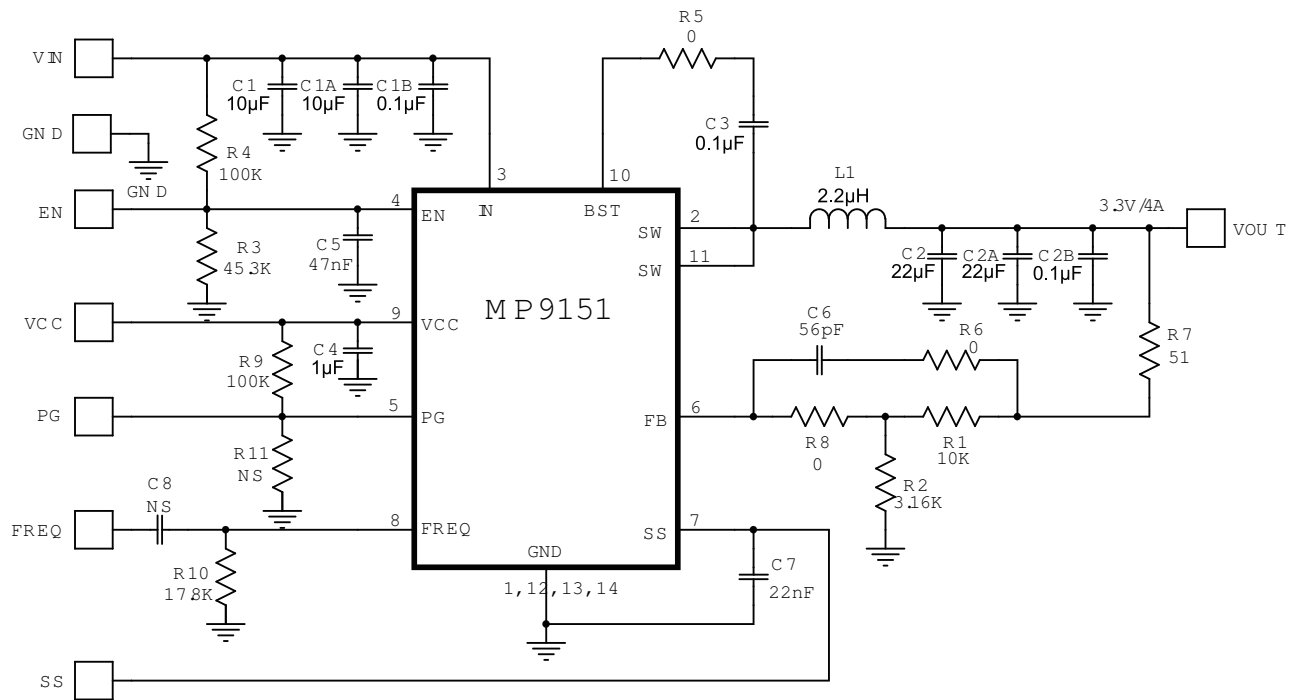 R5
0
VIN
C1
10µF
C1A
10µF
C1B
0.1µF
GND
GND
R4
100K
C3
0.1µF
3
10
L1
2.2µH
EN
4
EN
IN
BST
2
SW
3.3V/4A
VOUT
R3
45.3K
C5
47nF
11
SW
C2
22µF
C2A
22µF
C2B
0.1µF
MP9151
VCC
9
VCC
C6
56pF
R6
0
R7
51
R9
100K
C4
1µF
PG
5
PG
6
FB
R8
0
R1
10K
R11
NS
R2
3.16K
C8
NS
FREQ
8
FREQ
7
SS
GND
1,12,13,14
C7
22nF
R10
17.8K
SS